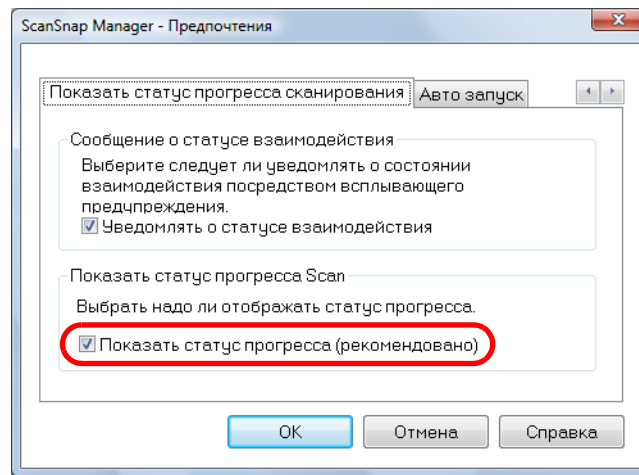 ScanSnap Manager - Предпочтения
Показать статус прогресса сканирования Авто запуск
Сообщение о статусе взаимодействия
Выберите следует ли уведомлять о состоянии
взаимодействия посредством всплывающего
предупреждения.
Уведомлять о статусе взаимодействия
Показать статус прогресса Scan
Выбрать надо ли отображать статус прогресса.
Показать статус прогресса (рекомендовано)
OK Отмена Справка